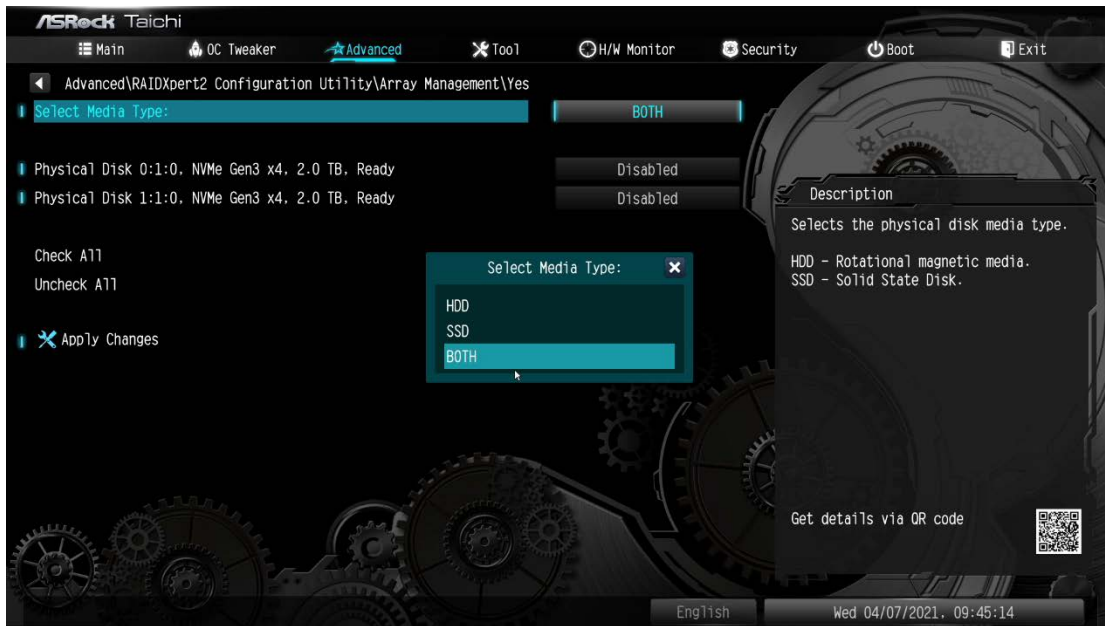 ASRock Taichi
Main OC Tweaker Advanced Tool H/W Monitor Security Boot Exit
Advanced\RAIDXpert2 Configuration Utility\Array Management\Yes
Select Media Type: BOTH
Physical Disk 0:1:0, NVMe Gen3 x4, 2.0 TB, Ready Disabled
Physical Disk 1:1:0, NVMe Gen3 x4, 2.0 TB, Ready Disabled
Check All
Uncheck All
Apply Changes
Select Media Type:
HDD
SSD
BOTH
Description
Selects the physical disk media type.
HDD - Rotational magnetic media.
SSD - Solid State Disk.
Get details via QR code
English Wed 04/07/2021, 09:45:14